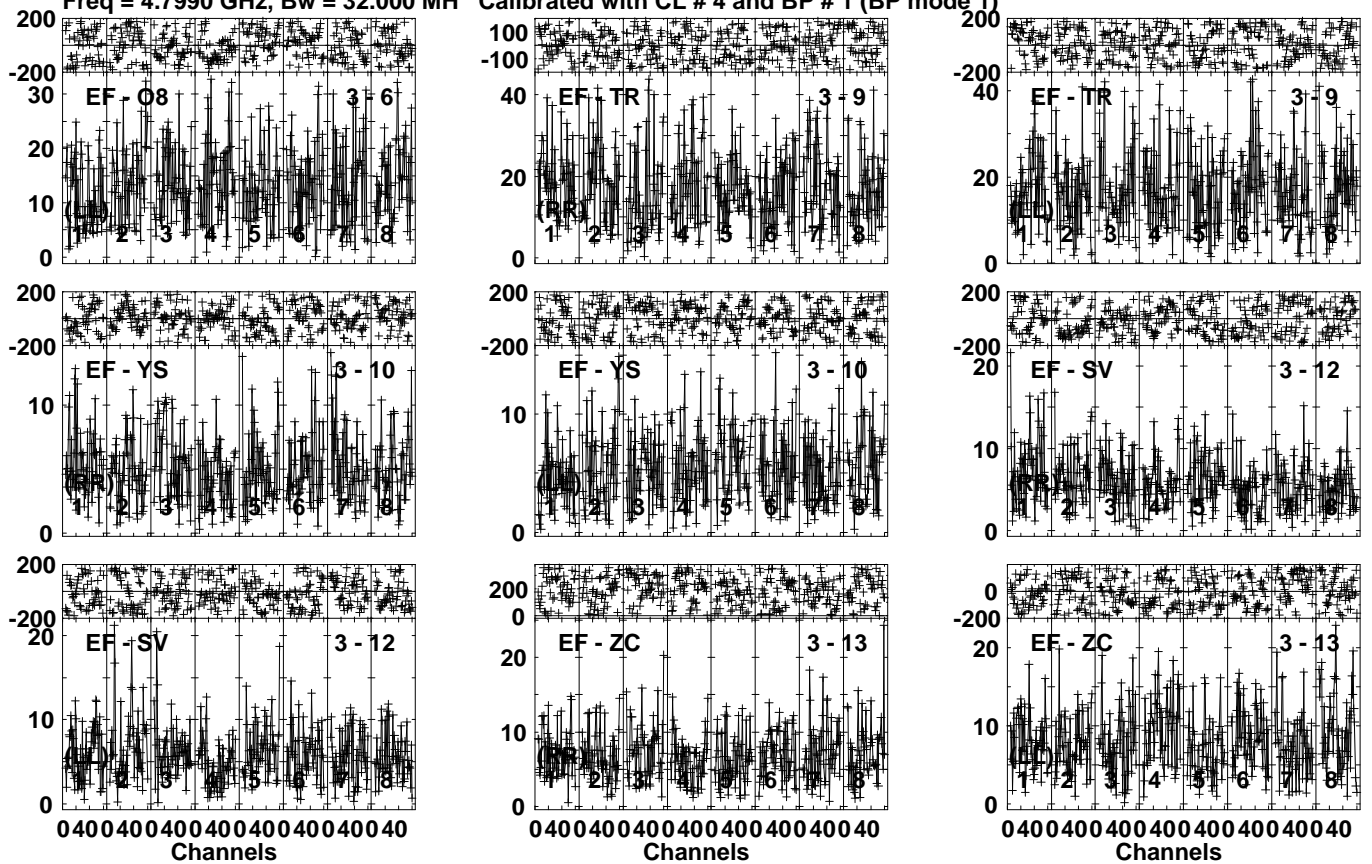 Freq = 4.7990 GHz, Bw = 32.000 MH Calibrated with CL # 4 and BP # 1 (BP mode 1)
200
-200
30
20
10
0
EF - O8 3 - 6
(LL)
1 2 3 4 5 6 7 8
100
-100
40
20
0
EF - TR 3 - 9
(RR)
1 2 3 4 5 6 7 8
200
-200
40
20
0
EF - TR 3 - 9
(LL)
1 2 3 4 5 6 7 8
200
-200
10
0
EF - YS 3 - 10
(RR)
1 2 3 4 5 6 7 8
200
-200
10
0
EF - YS 3 - 10
(LL)
1 2 3 4 5 6 7 8
200
-200
20
10
0
EF - SV 3 - 12
(RR)
1 2 3 4 5 6 7 8
200
-200
20
10
0
EF - SV 3 - 12
(LL)
1 2 3 4 5 6 7 8
0 40 0 40 0 40 0 40 0 40 0 40 0 40 0 40
Channels
200
0
20
10
0
EF - ZC 3 - 13
(RR)
1 2 3 4 5 6 7 8
0 40 0 40 0 40 0 40 0 40 0 40 0 40 0 40
Channels
0
-200
20
10
0
EF - ZC 3 - 13
(LL)
1 2 3 4 5 6 7 8
0 40 0 40 0 40 0 40 0 40 0 40 0 40 0 40
Channels